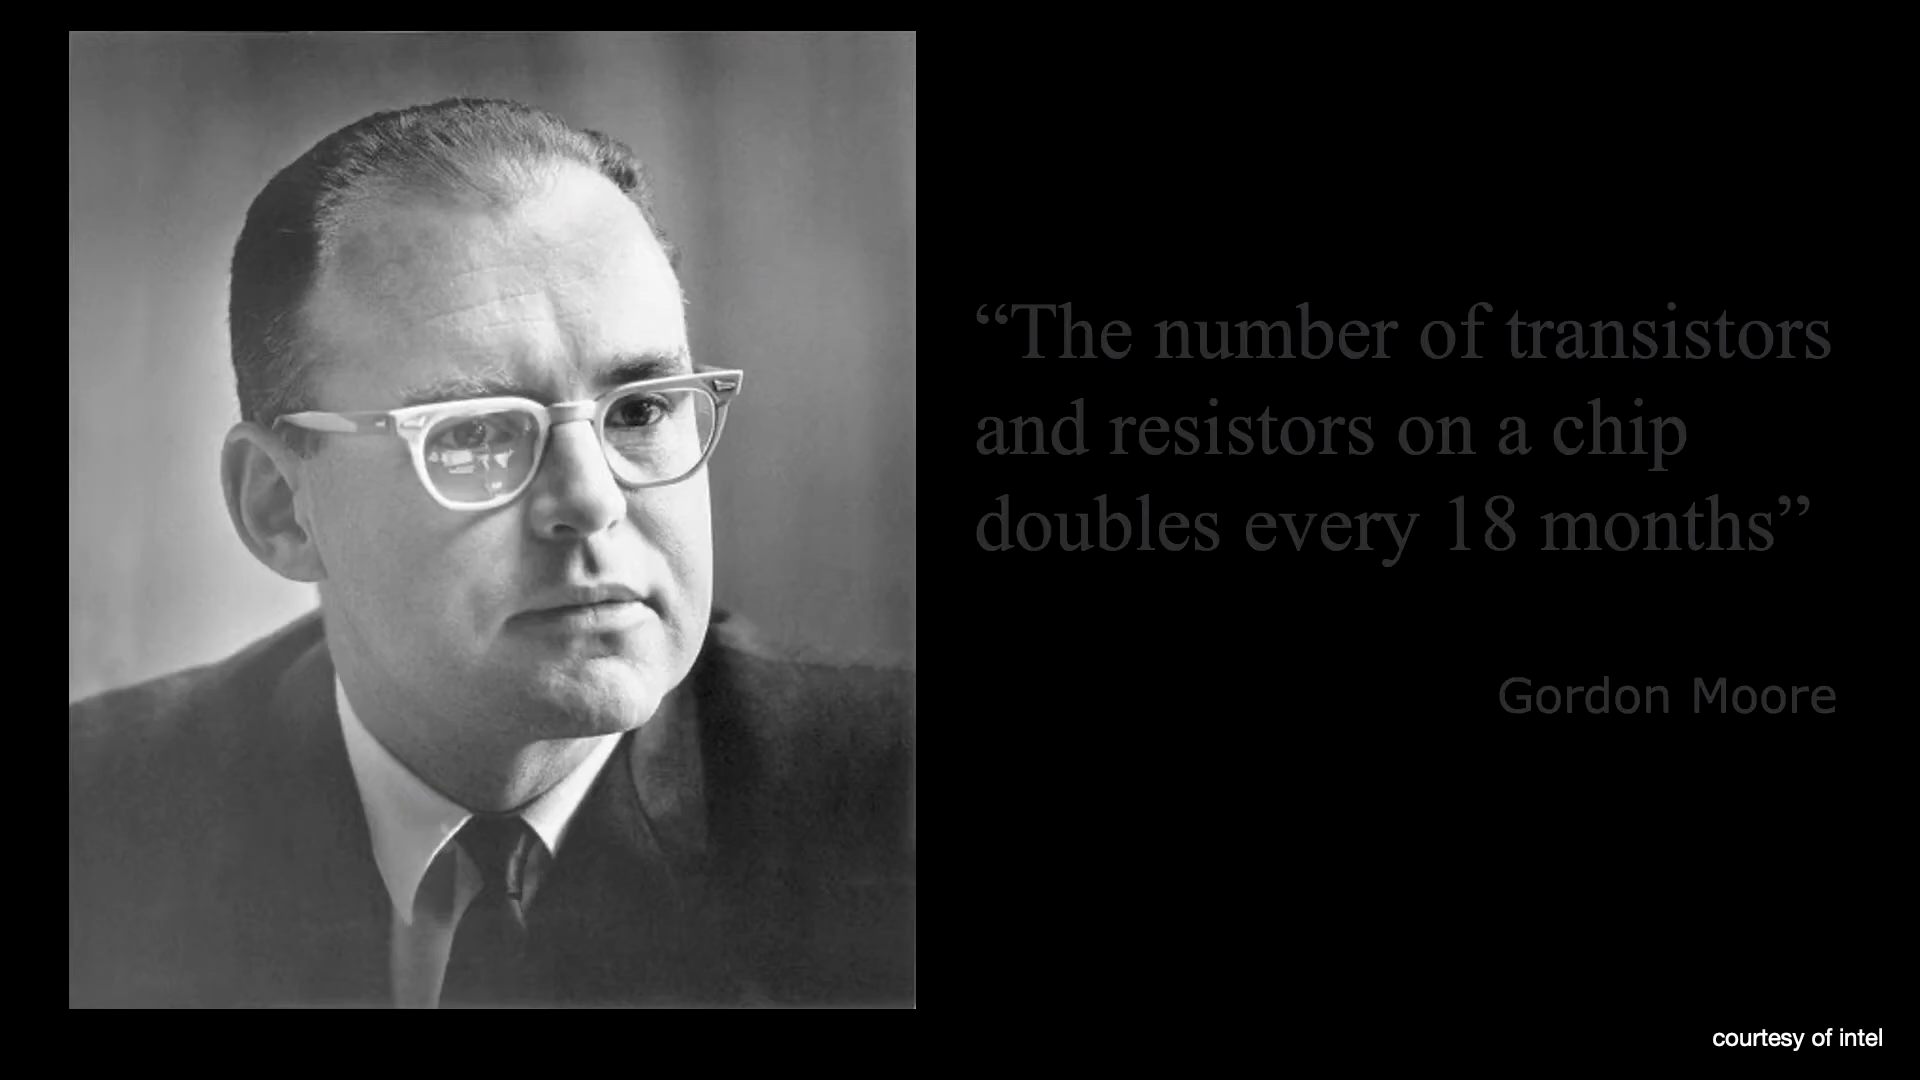 “The number of transistors
and resistors on a chip
doubles every 18 months”
Gordon Moore
courtesy of intel